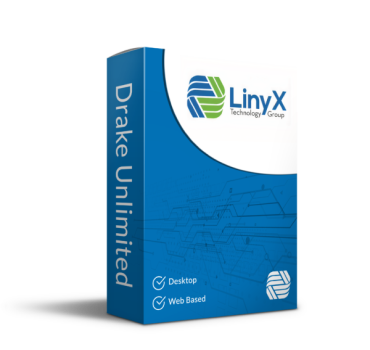 Drake Unlimited
LinyX
Technology Group
Desktop
Web Based